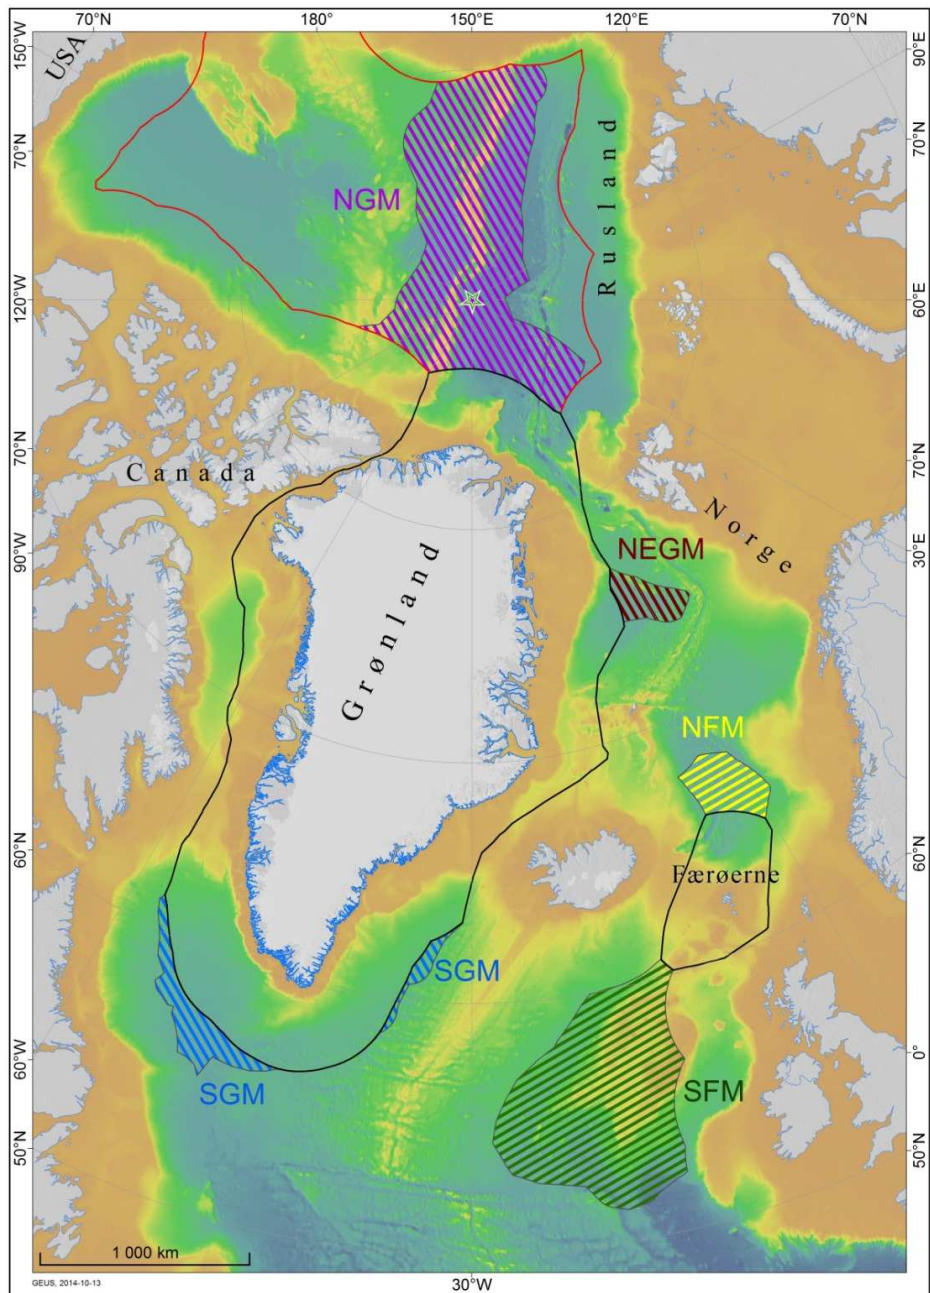 70°N 180° 150°E 120°E 70°N
150°W
USA
90°E
70°N
70°N
Rusland
NGM
120°W
60°E
70°N
Canada
70°N
90°W
Norge
30°E
NEGM
Grønland
NFM
60°N
60°N
Færøerne
SGM
60°W
0°
SGM
SFM
50°N
50°N
1 000 km
GEUS, 2014-10-13
30°W